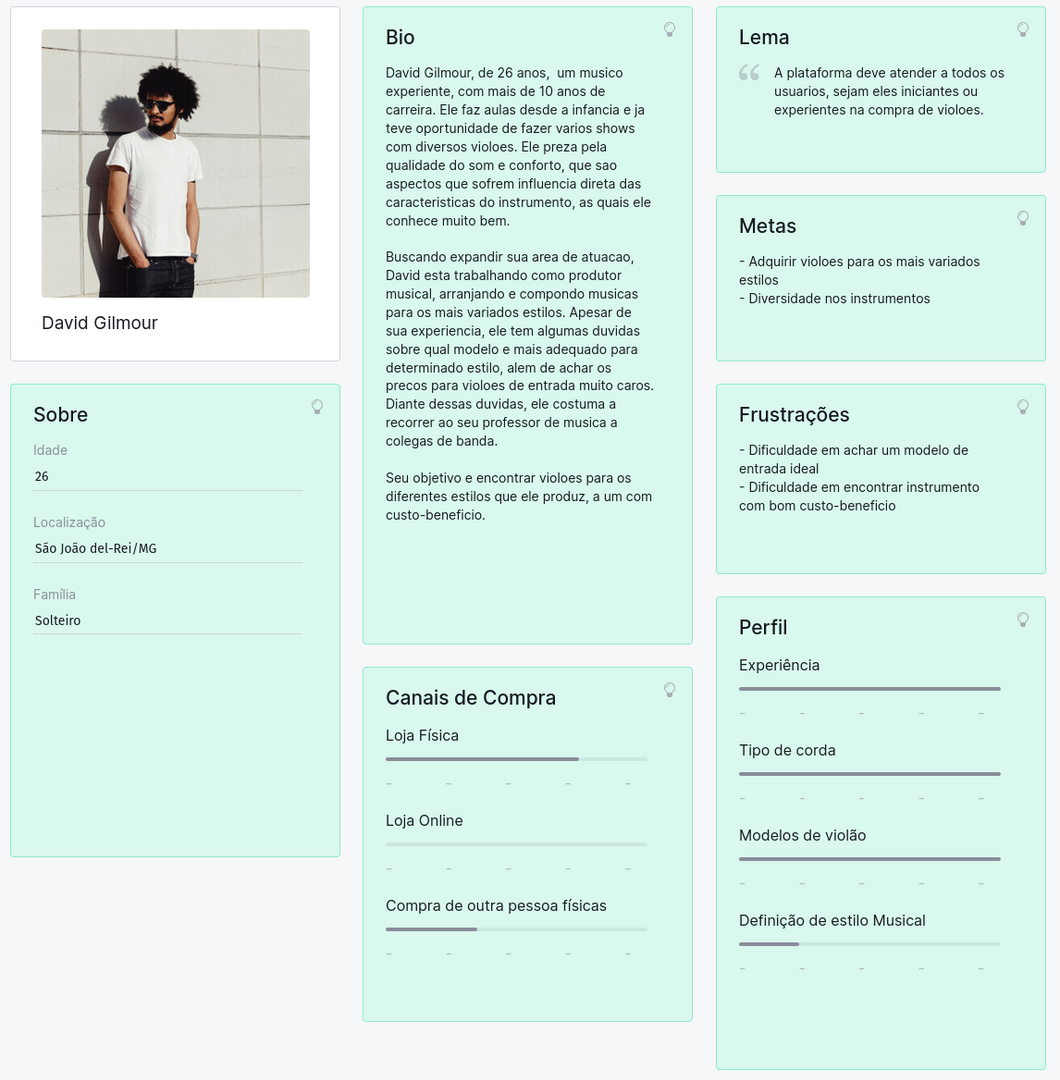 David Gilmour
Sobre
Idade
26
Localização
São João del-Rei/MG
Família
Solteiro
Bio
David Gilmour, de 26 anos,  um musico
experiente, com mais de 10 anos de
carreira. Ele faz aulas desde a infancia e ja
teve oportunidade de fazer varios shows
com diversos violoes. Ele preza pela
qualidade do som e conforto, que sao
aspectos que sofrem influencia direta das
caracteristicas do instrumento, as quais ele
conhece muito bem.
Buscando expandir sua area de atuacao,
David esta trabalhando como produtor
musical, arranjando e compondo musicas
para os mais variados estilos. Apesar de
sua experiencia, ele tem algumas duvidas
sobre qual modelo e mais adequado para
determinado estilo, alem de achar os
precos para violoes de entrada muito caros.
Diante dessas duvidas, ele costuma a
recorrer ao seu professor de musica a
colegas de banda.
Seu objetivo e encontrar violoes para os
diferentes estilos que ele produz, a um com
custo-beneficio.
Canais de Compra
Loja Física
- - - - -
Loja Online
- - - - -
Compra de outra pessoa físicas
- - - - -
Lema
“ A plataforma deve atender a todos os
usuarios, sejam eles iniciantes ou
experientes na compra de violoes.
Metas
- Adquirir violoes para os mais variados
estilos
- Diversidade nos instrumentos
Frustrações
- Dificuldade em achar um modelo de
entrada ideal
- Dificuldade em encontrar instrumento
com bom custo-beneficio
Perfil
Experiência
- - - - -
Tipo de corda
- - - - -
Modelos de violão
- - - - -
Definição de estilo Musical
- - - - -